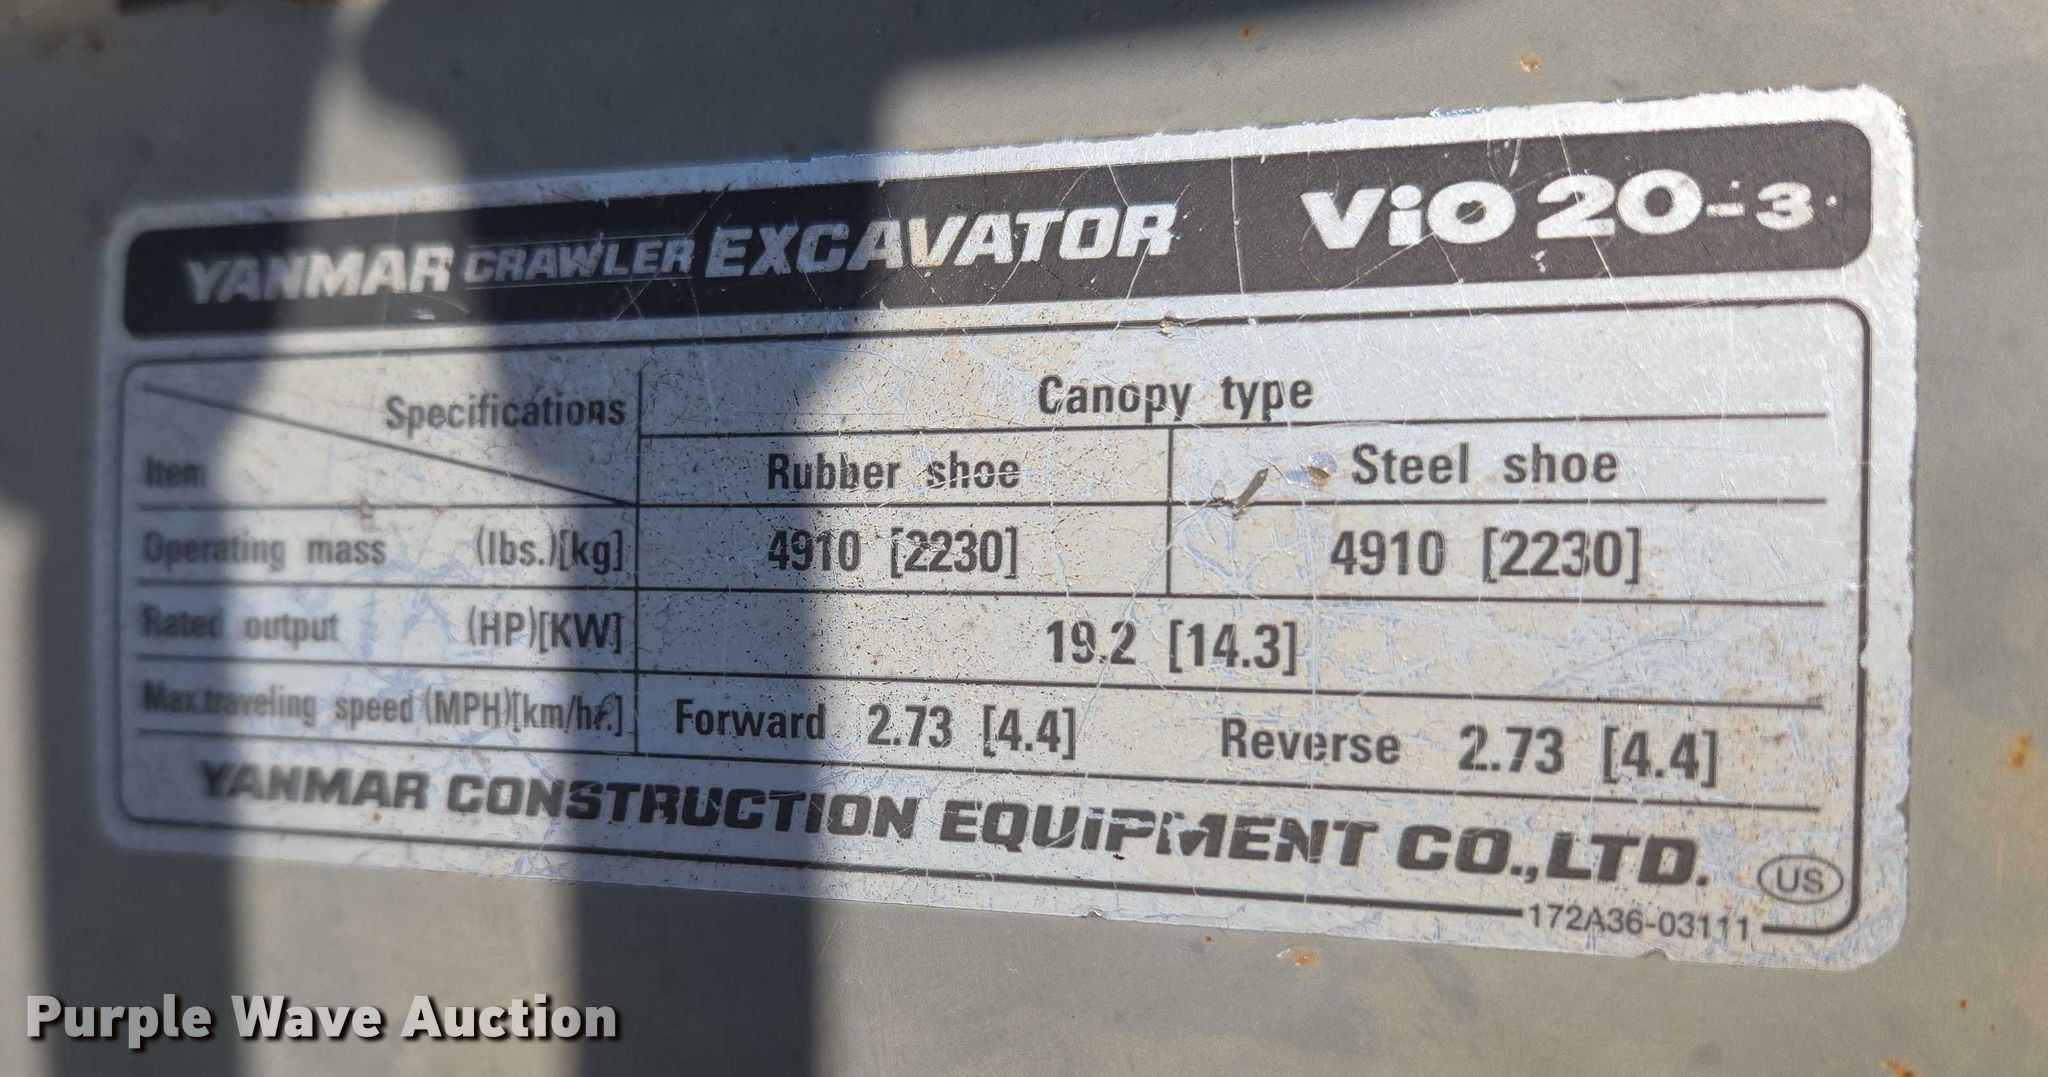 YANMAR CRAWLER EXCAVATOR ViO20-3
Specifications
Canopy type
Item
Rubber shoe
Steel shoe
Operating mass (lbs.)[kg] 4910 [2230] 4910 [2230]
Rated output (HP)[KW] 19.2 [14.3]
Max.traveling speed (MPH)[km/hr.] Forward 2.73 [4.4] Reverse 2.73 [4.4]
YANMAR CONSTRUCTION EQUIPMENT CO.,LTD.
US
172A36-03111
Purple Wave Auction